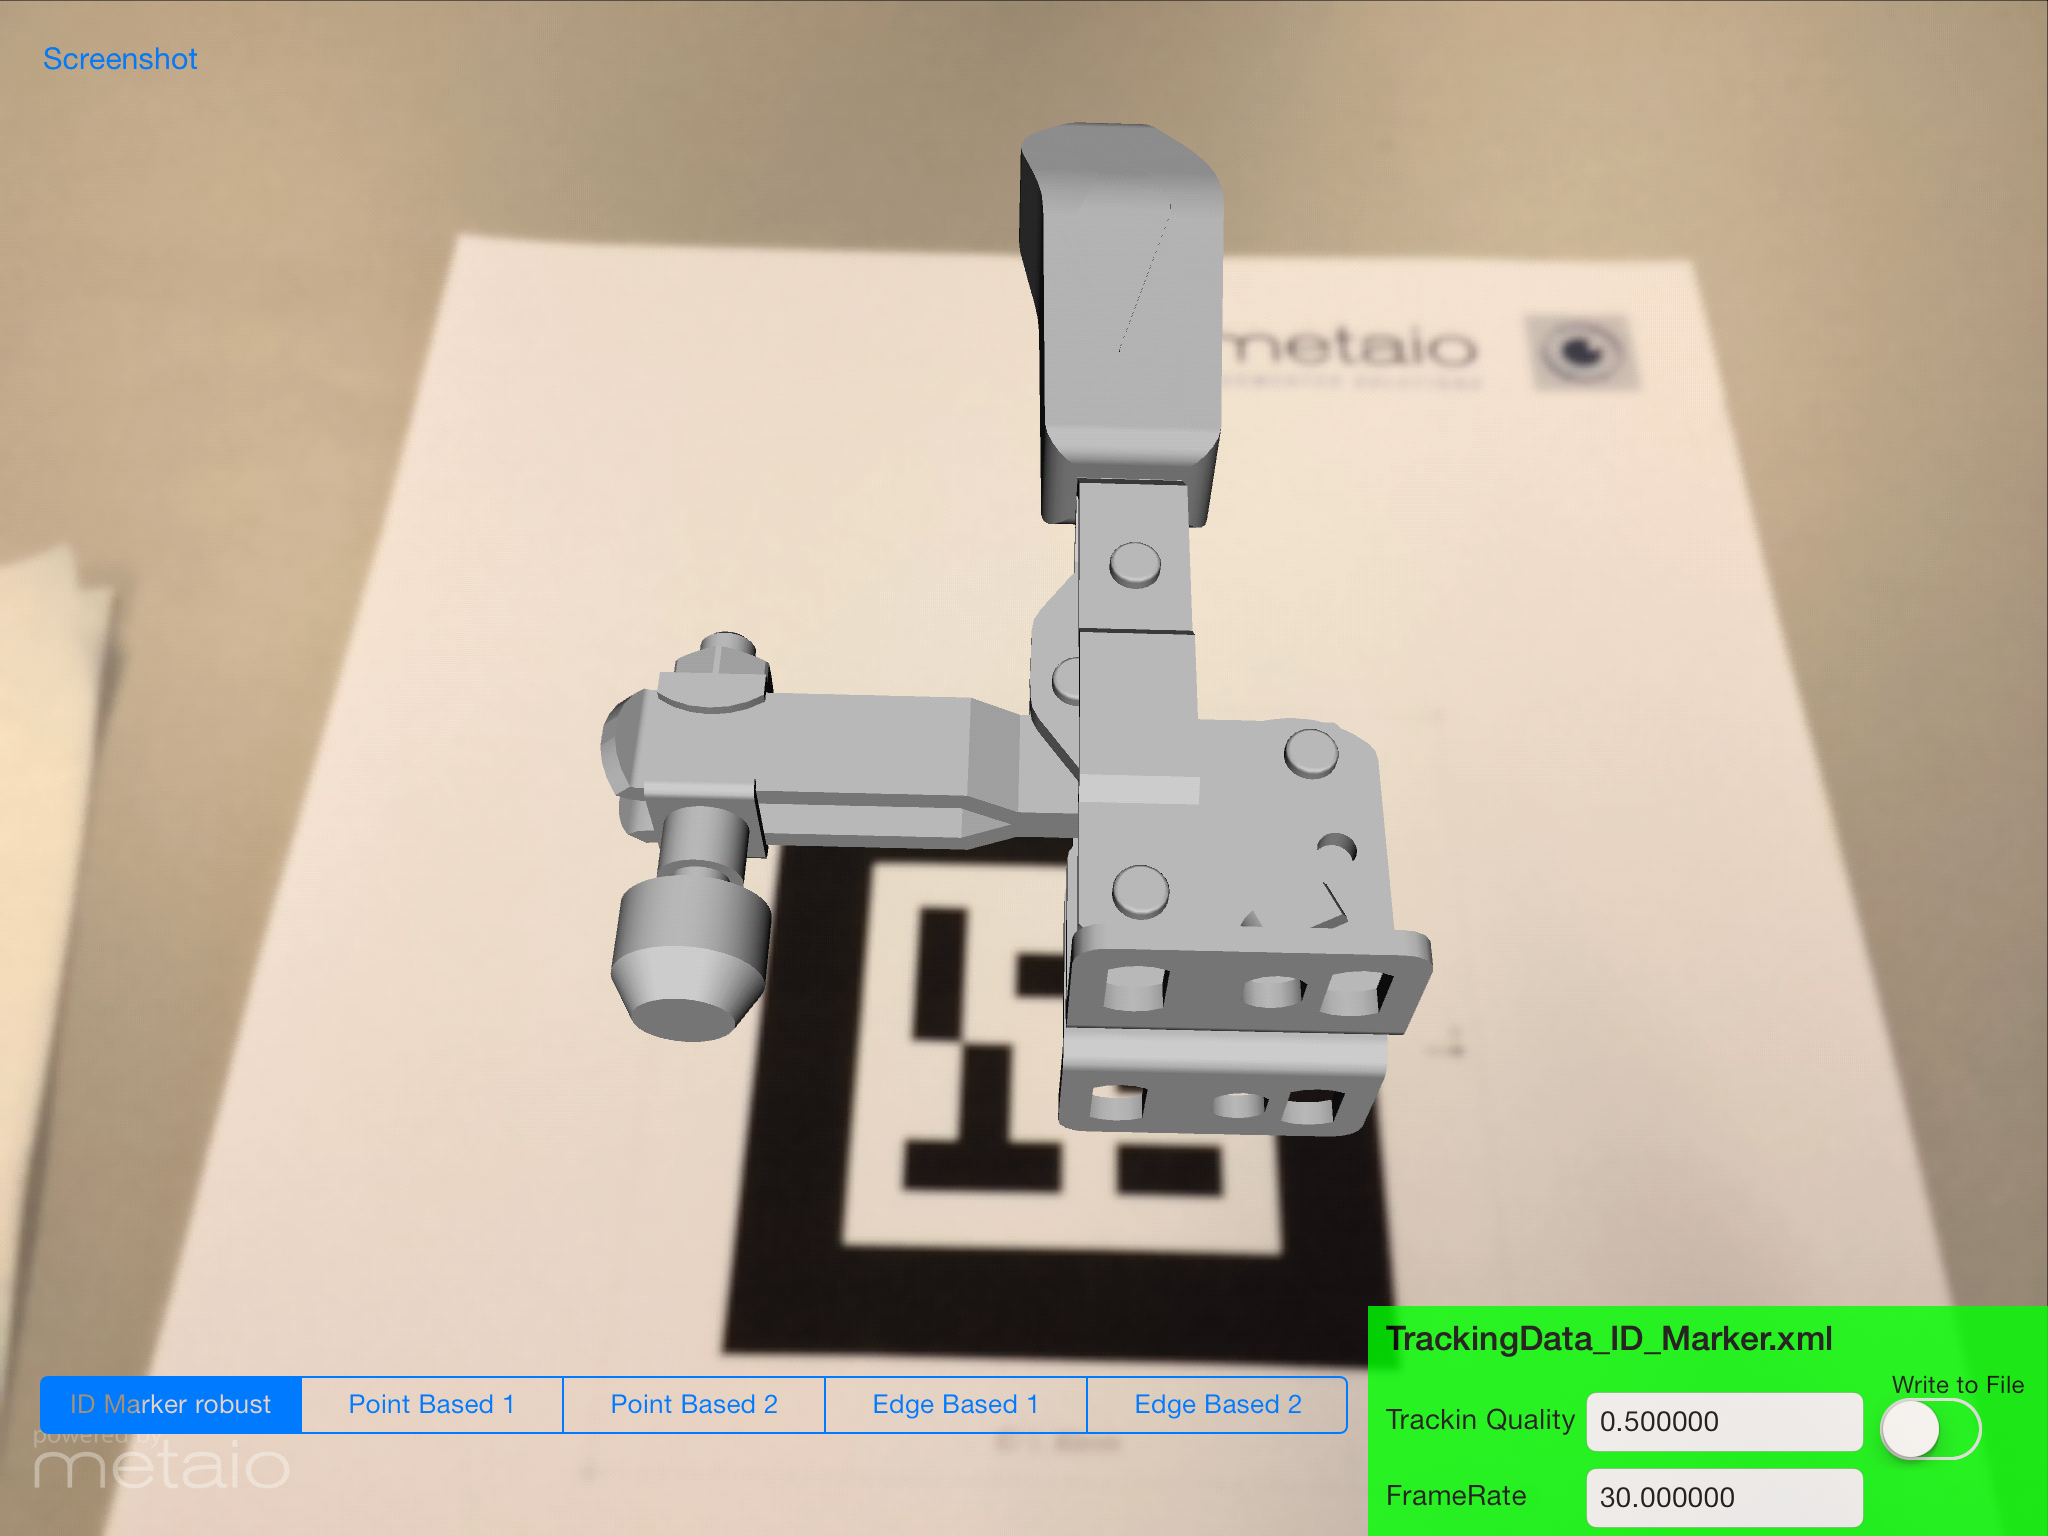 Screenshot
metaio
ID Marker robust
Point Based 1
Point Based 2
Edge Based 1
Edge Based 2
powered by
metaio
TrackingData_ID_Marker.xml
Write to File
Trackin Quality 0.500000
FrameRate 30.000000